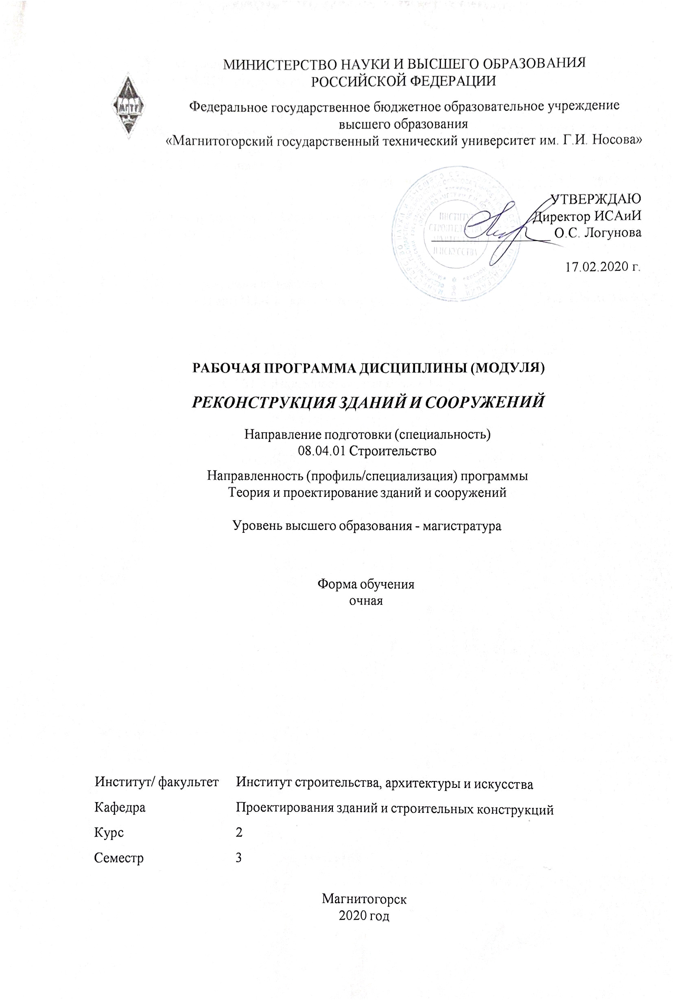 МИНИСТЕРСТВО НАУКИ И ВЫСШЕГО ОБРАЗОВАНИЯ
РОССИЙСКОЙ ФЕДЕРАЦИИ
Федеральное государственное бюджетное образовательное учреждение
высшего образования
«Магнитогорский государственный технический университет им. Г.И. Носова»
МГТУ
УТВЕРЖДАЮ
Директор ИСАиИ
О.С. Логунова
17.02.2020 г.
ИНСТИТУТ
СТРОИТЕЛЬСТВА
АРХИТЕКТУРЫ
И ИСКУССТВА
РАБОЧАЯ ПРОГРАММА ДИСЦИПЛИНЫ (МОДУЛЯ)
РЕКОНСТРУКЦИЯ ЗДАНИЙ И СООРУЖЕНИЙ
Направление подготовки (специальность)
08.04.01 Строительство
Направленность (профиль/специализация) программы
Теория и проектирование зданий и сооружений
Уровень высшего образования - магистратура
Форма обучения
очная
Институт/ факультет Институт строительства, архитектуры и искусства
Кафедра Проектирования зданий и строительных конструкций
Курс 2
Семестр 3
Магнитогорск
2020 год